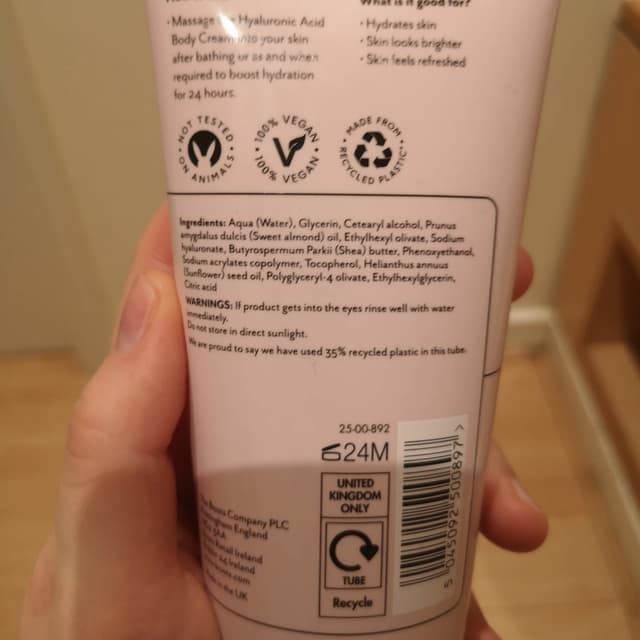 What is it good for?
• Massage the Hyaluronic Acid
Body Cream into your skin
after bathing or as and when
required to boost hydration
for 24 hours.
• Hydrates skin
• Skin looks brighter
• Skin feels refreshed
NOT TESTED ON ANIMALS
100% VEGAN 100% VEGAN
MADE FROM RECYCLED PLASTIC
Ingredients: Aqua (Water), Glycerin, Cetearyl alcohol, Prunus
amygdalus dulcis (Sweet almond) oil, Ethylhexyl olivate, Sodium
hyaluronate, Butyrospermum Parkii (Shea) butter, Phenoxyethanol,
Sodium acrylates copolymer, Tocopherol, Helianthus annuus
(Sunflower) seed oil, Polyglyceryl-4 olivate, Ethylhexylglycerin,
Citric acid
WARNINGS: If product gets into the eyes rinse well with water
immediately.
Do not store in direct sunlight.
We are proud to say we have used 35% recycled plastic in this tube.
25-00-892
24M
UNITED
KINGDOM
ONLY
TUBE
Recycle
5 045092 500897 >
Company PLC
England
Retail Ireland
Ireland
in the UK